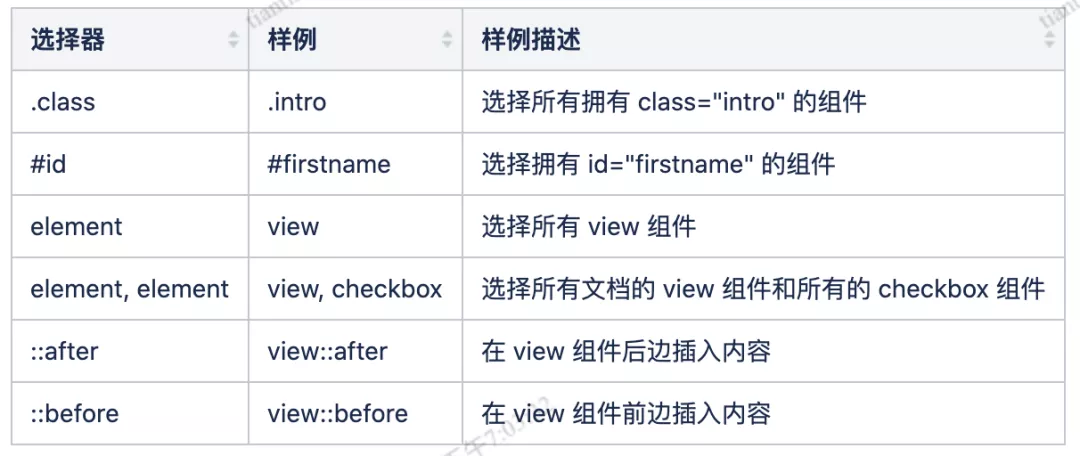 选择器 样例 样例描述
.class .intro 选择所有拥有 class="intro" 的组件
#id #firstname 选择拥有 id="firstname" 的组件
element view 选择所有 view 组件
element, element view, checkbox 选择所有文档的 view 组件和所有的 checkbox 组件
::after view::after 在 view 组件后边插入内容
::before view::before 在 view 组件前边插入内容